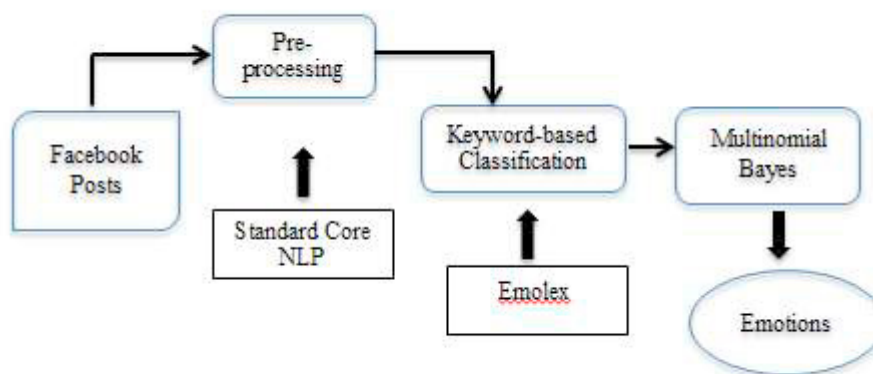 Pre-
processing
Facebook
Posts
Keyword-based
Classification
Multinomial
Bayes
Standard Core
NLP
Emolex
Emotions